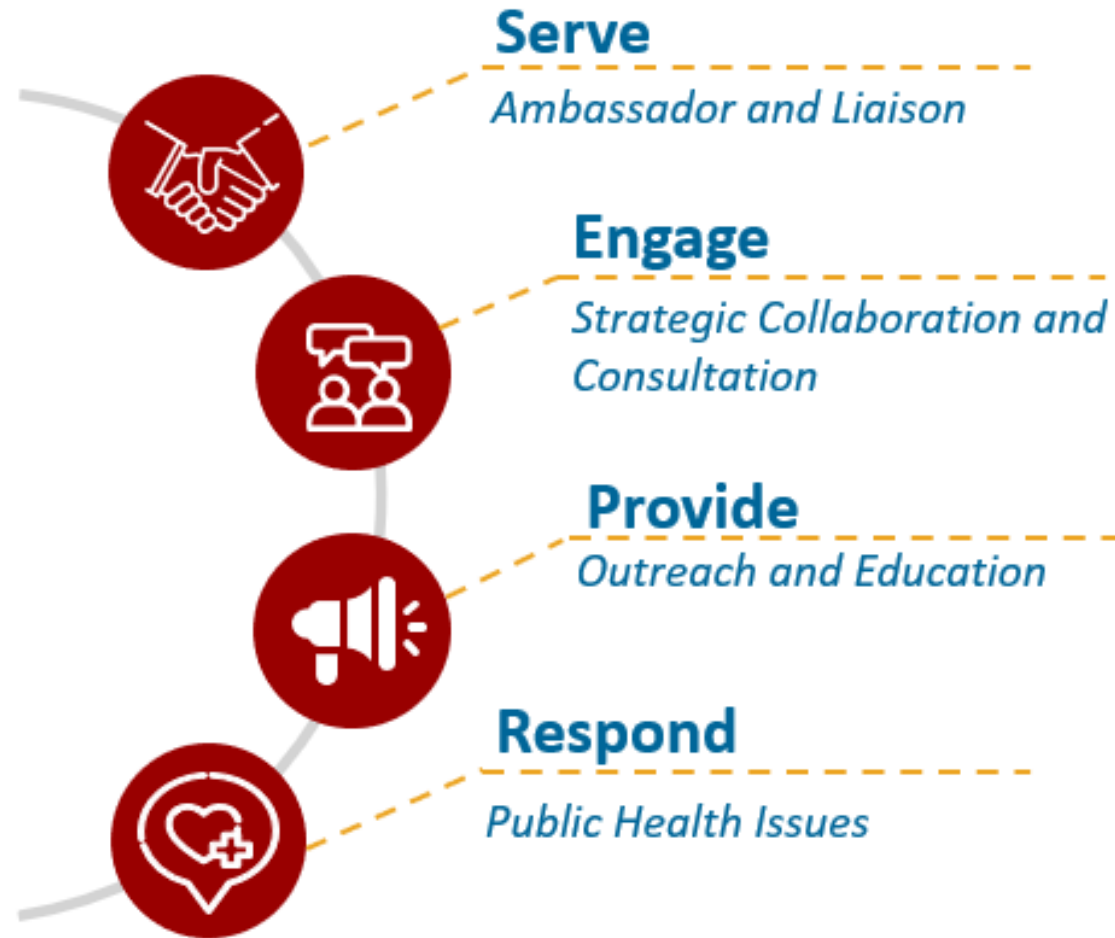 Serve
Ambassador and Liaison
Engage
Strategic Collaboration and
Consultation
Provide
Outreach and Education
Respond
Public Health Issues